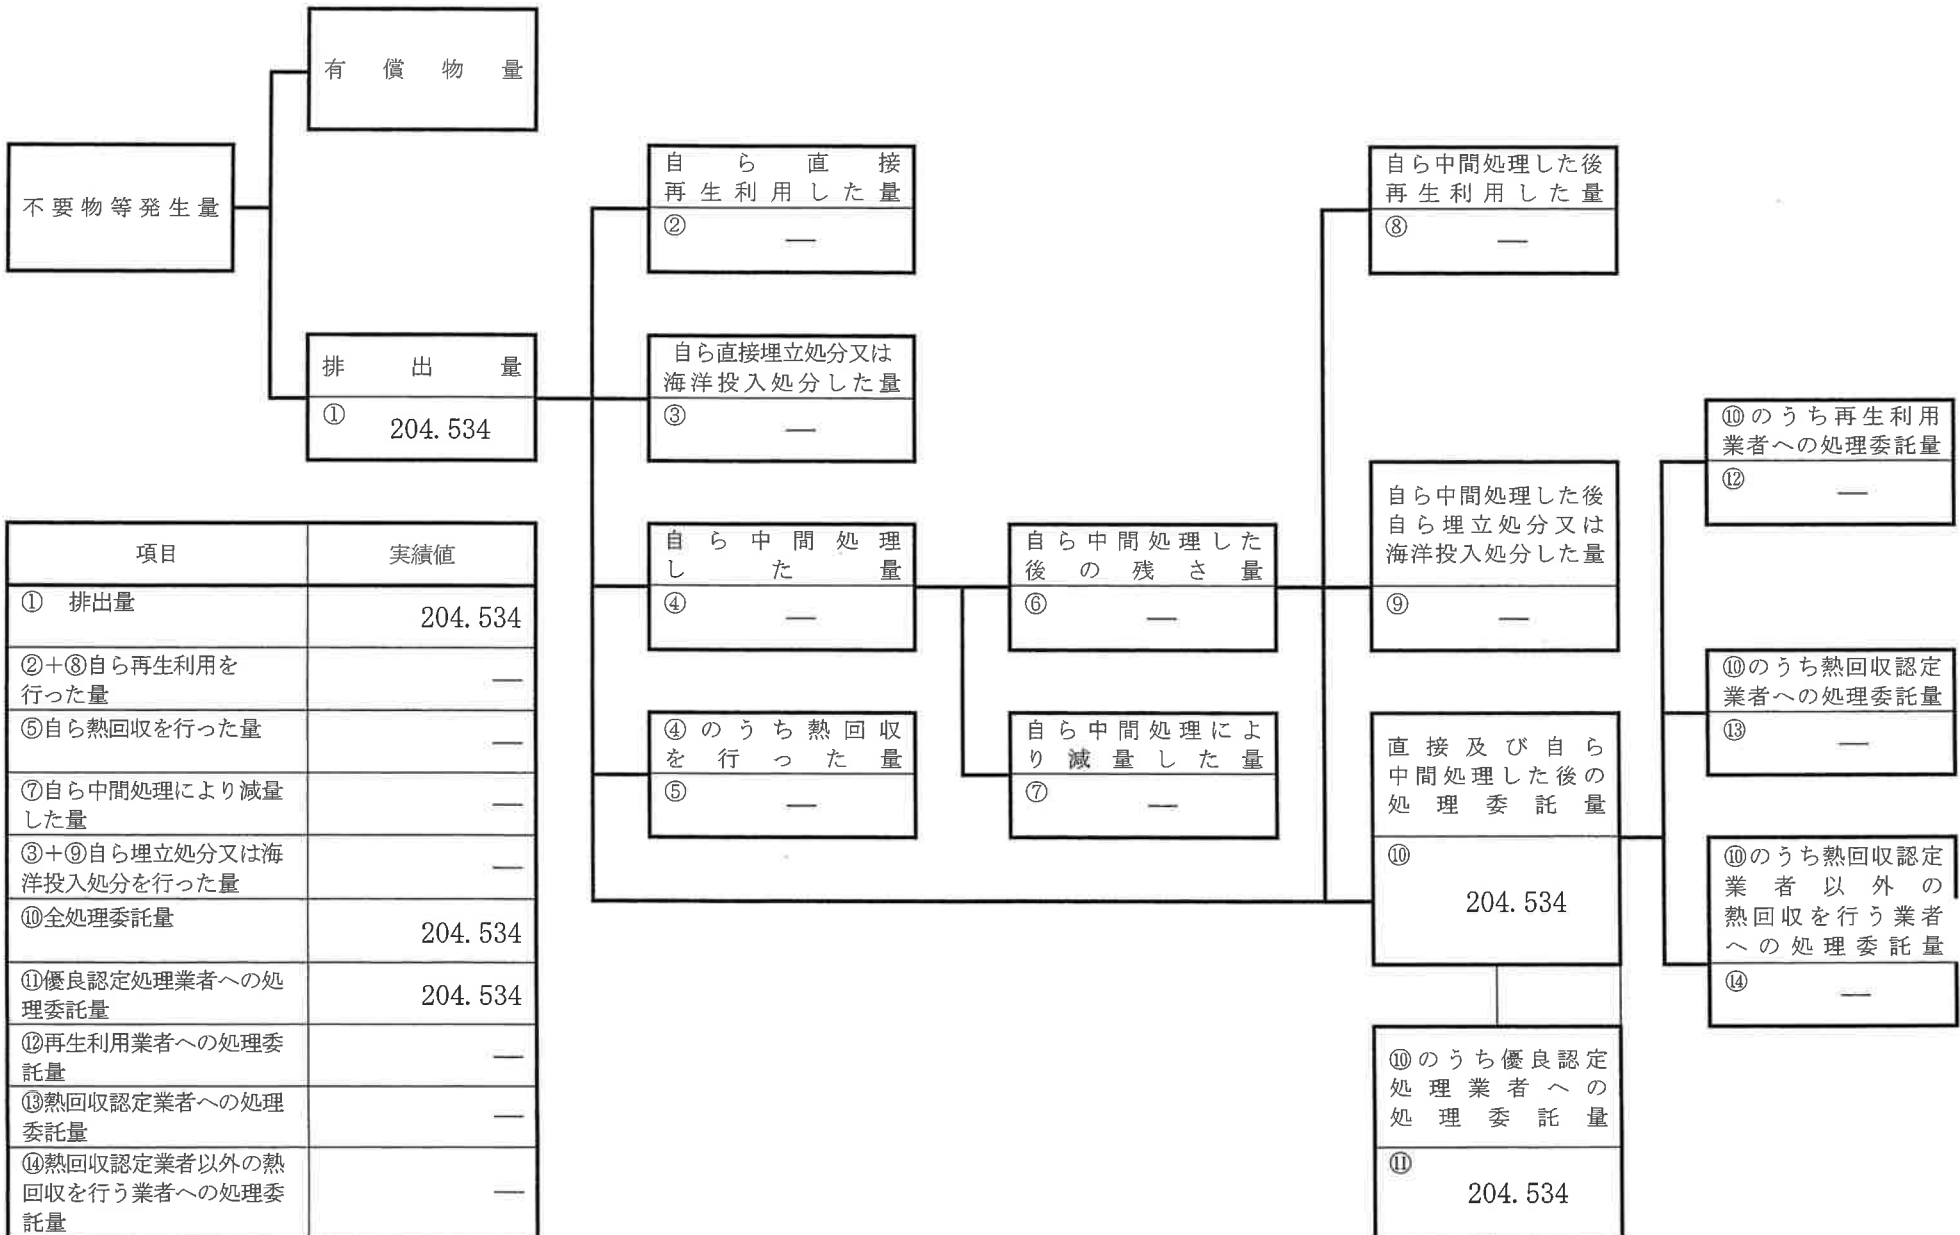 有償物量
不要物等発生量
排出量
① 204.534
自ら直接
再生利用した量
② ―
自ら直接埋立処分又は
海洋投入処分した量
③ ―
自ら中間処理
した量
④ ―
④のうち熱回収
を行った量
⑤ ―
自ら中間処理した
後の残さ量
⑥ ―
自ら中間処理によ
り減量した量
⑦ ―
自ら中間処理した後
再生利用した量
⑧ ―
自ら中間処理した後
自ら埋立処分又は
海洋投入処分した量
⑨ ―
直接及び自ら
中間処理した後の
処理委託量
⑩
204.534
⑩のうち優良認定
処理業者への
処理委託量
⑪
204.534
⑩のうち再生利用
業者への処理委託量
⑫ ―
⑩のうち熱回収認定
業者への処理委託量
⑬ ―
⑩のうち熱回収認定
業者以外の
熱回収を行う業者
への処理委託量
⑭ ―
項目 実績値
① 排出量 204.534
②+⑧自ら再生利用を
行った量 ―
⑤自ら熱回収を行った量 ―
⑦自ら中間処理により減量
した量 ―
③+⑨自ら埋立処分又は海
洋投入処分を行った量 ―
⑩全処理委託量 204.534
⑪優良認定処理業者への処
理委託量 204.534
⑫再生利用業者への処理委
託量 ―
⑬熱回収認定業者への処理
委託量 ―
⑭熱回収認定業者以外の熱
回収を行う業者への処理委
託量 ―